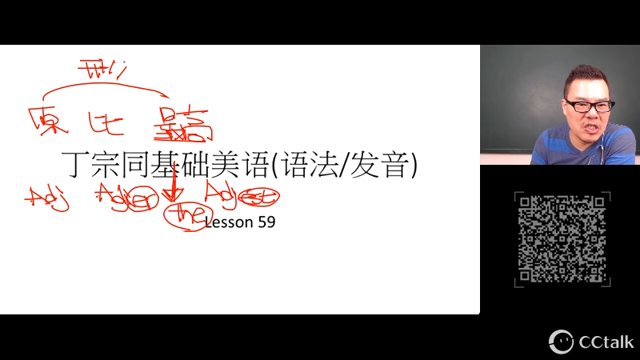 原 比 最高
丁宗同基础美语(语法/发音)
Adj Adjer the Adjest
Lesson 59
CCtalk